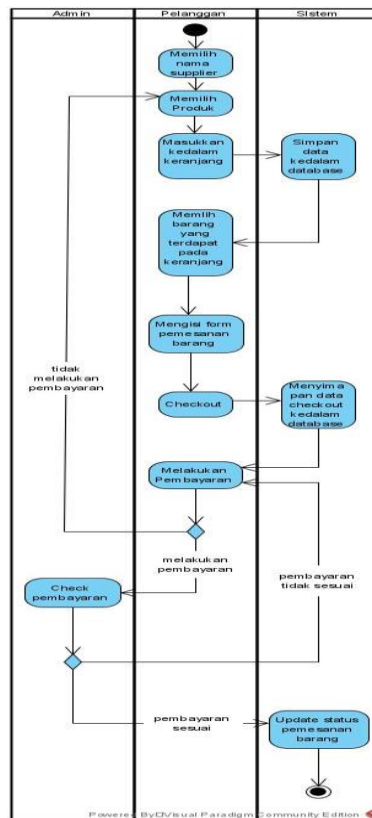 Admin
Pelanggan
SIstem
Memilih
nama
supplier
Memilih
Produk
Masukkan
kedalam
keranjang
Simpan
data
kedalam
database
Memlih
barang
yang
terdapat
pada
keranjang
Mengisi form
pemesanan
barang
tidak
melakukan
pembayaran
Checkout
Menyima
pan data
checkout
kedalam
database
Melakukan
Pembayaran
melakukan
pembayaran
pembayaran
tidak sesuai
Check
pembayaran
pembayaran
sesuai
Update status
pemesanan
barang
Powered By Visual Paradigm Community Edition